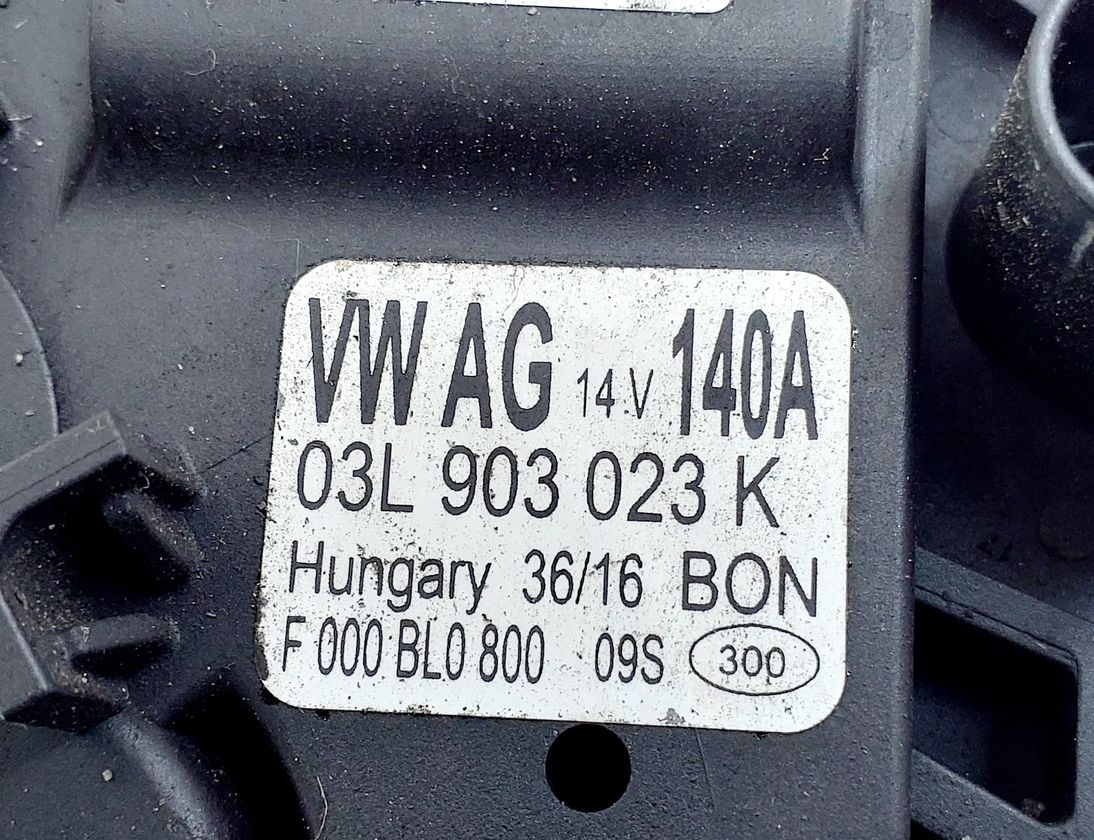 VW AG 14 V 140A
03L 903 023 K
Hungary 36/16 BON
F 000 BL0 800 09S 300